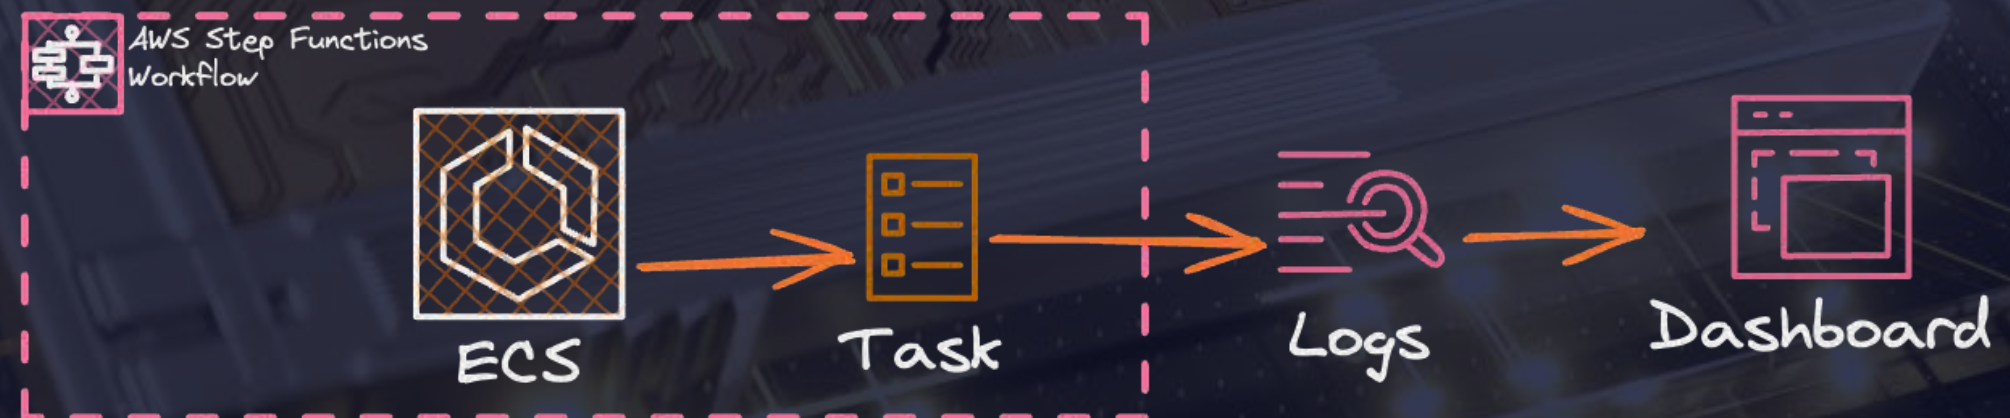 AWS Step Functions
Workflow
ECS
Task
Logs
Dashboard